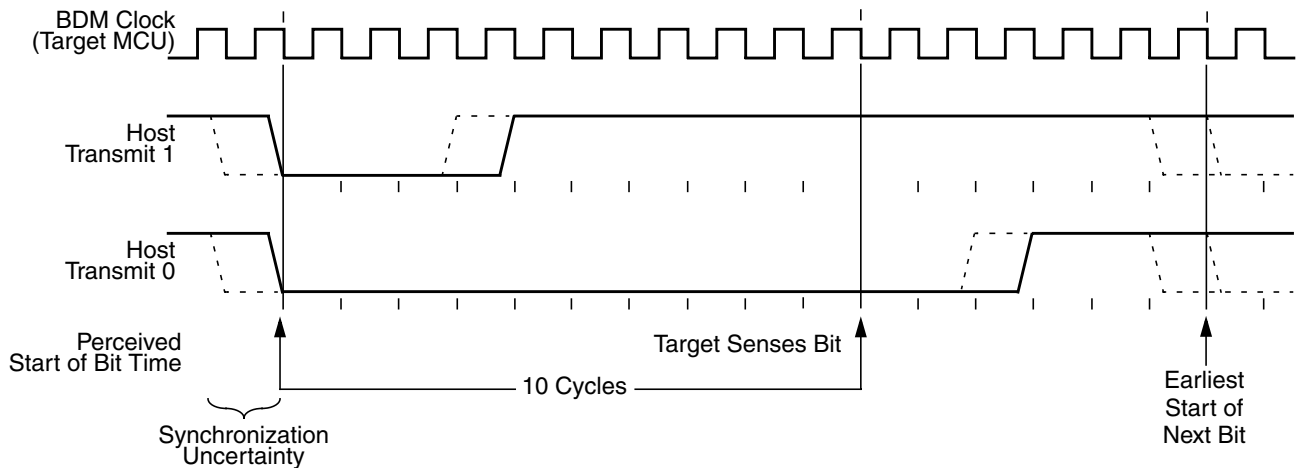 BDM Clock
(Target MCU)
Host
Transmit 1
Host
Transmit 0
Perceived
Start of Bit Time
Target Senses Bit
10 Cycles
Earliest
Start of
Next Bit
Synchronization
Uncertainty